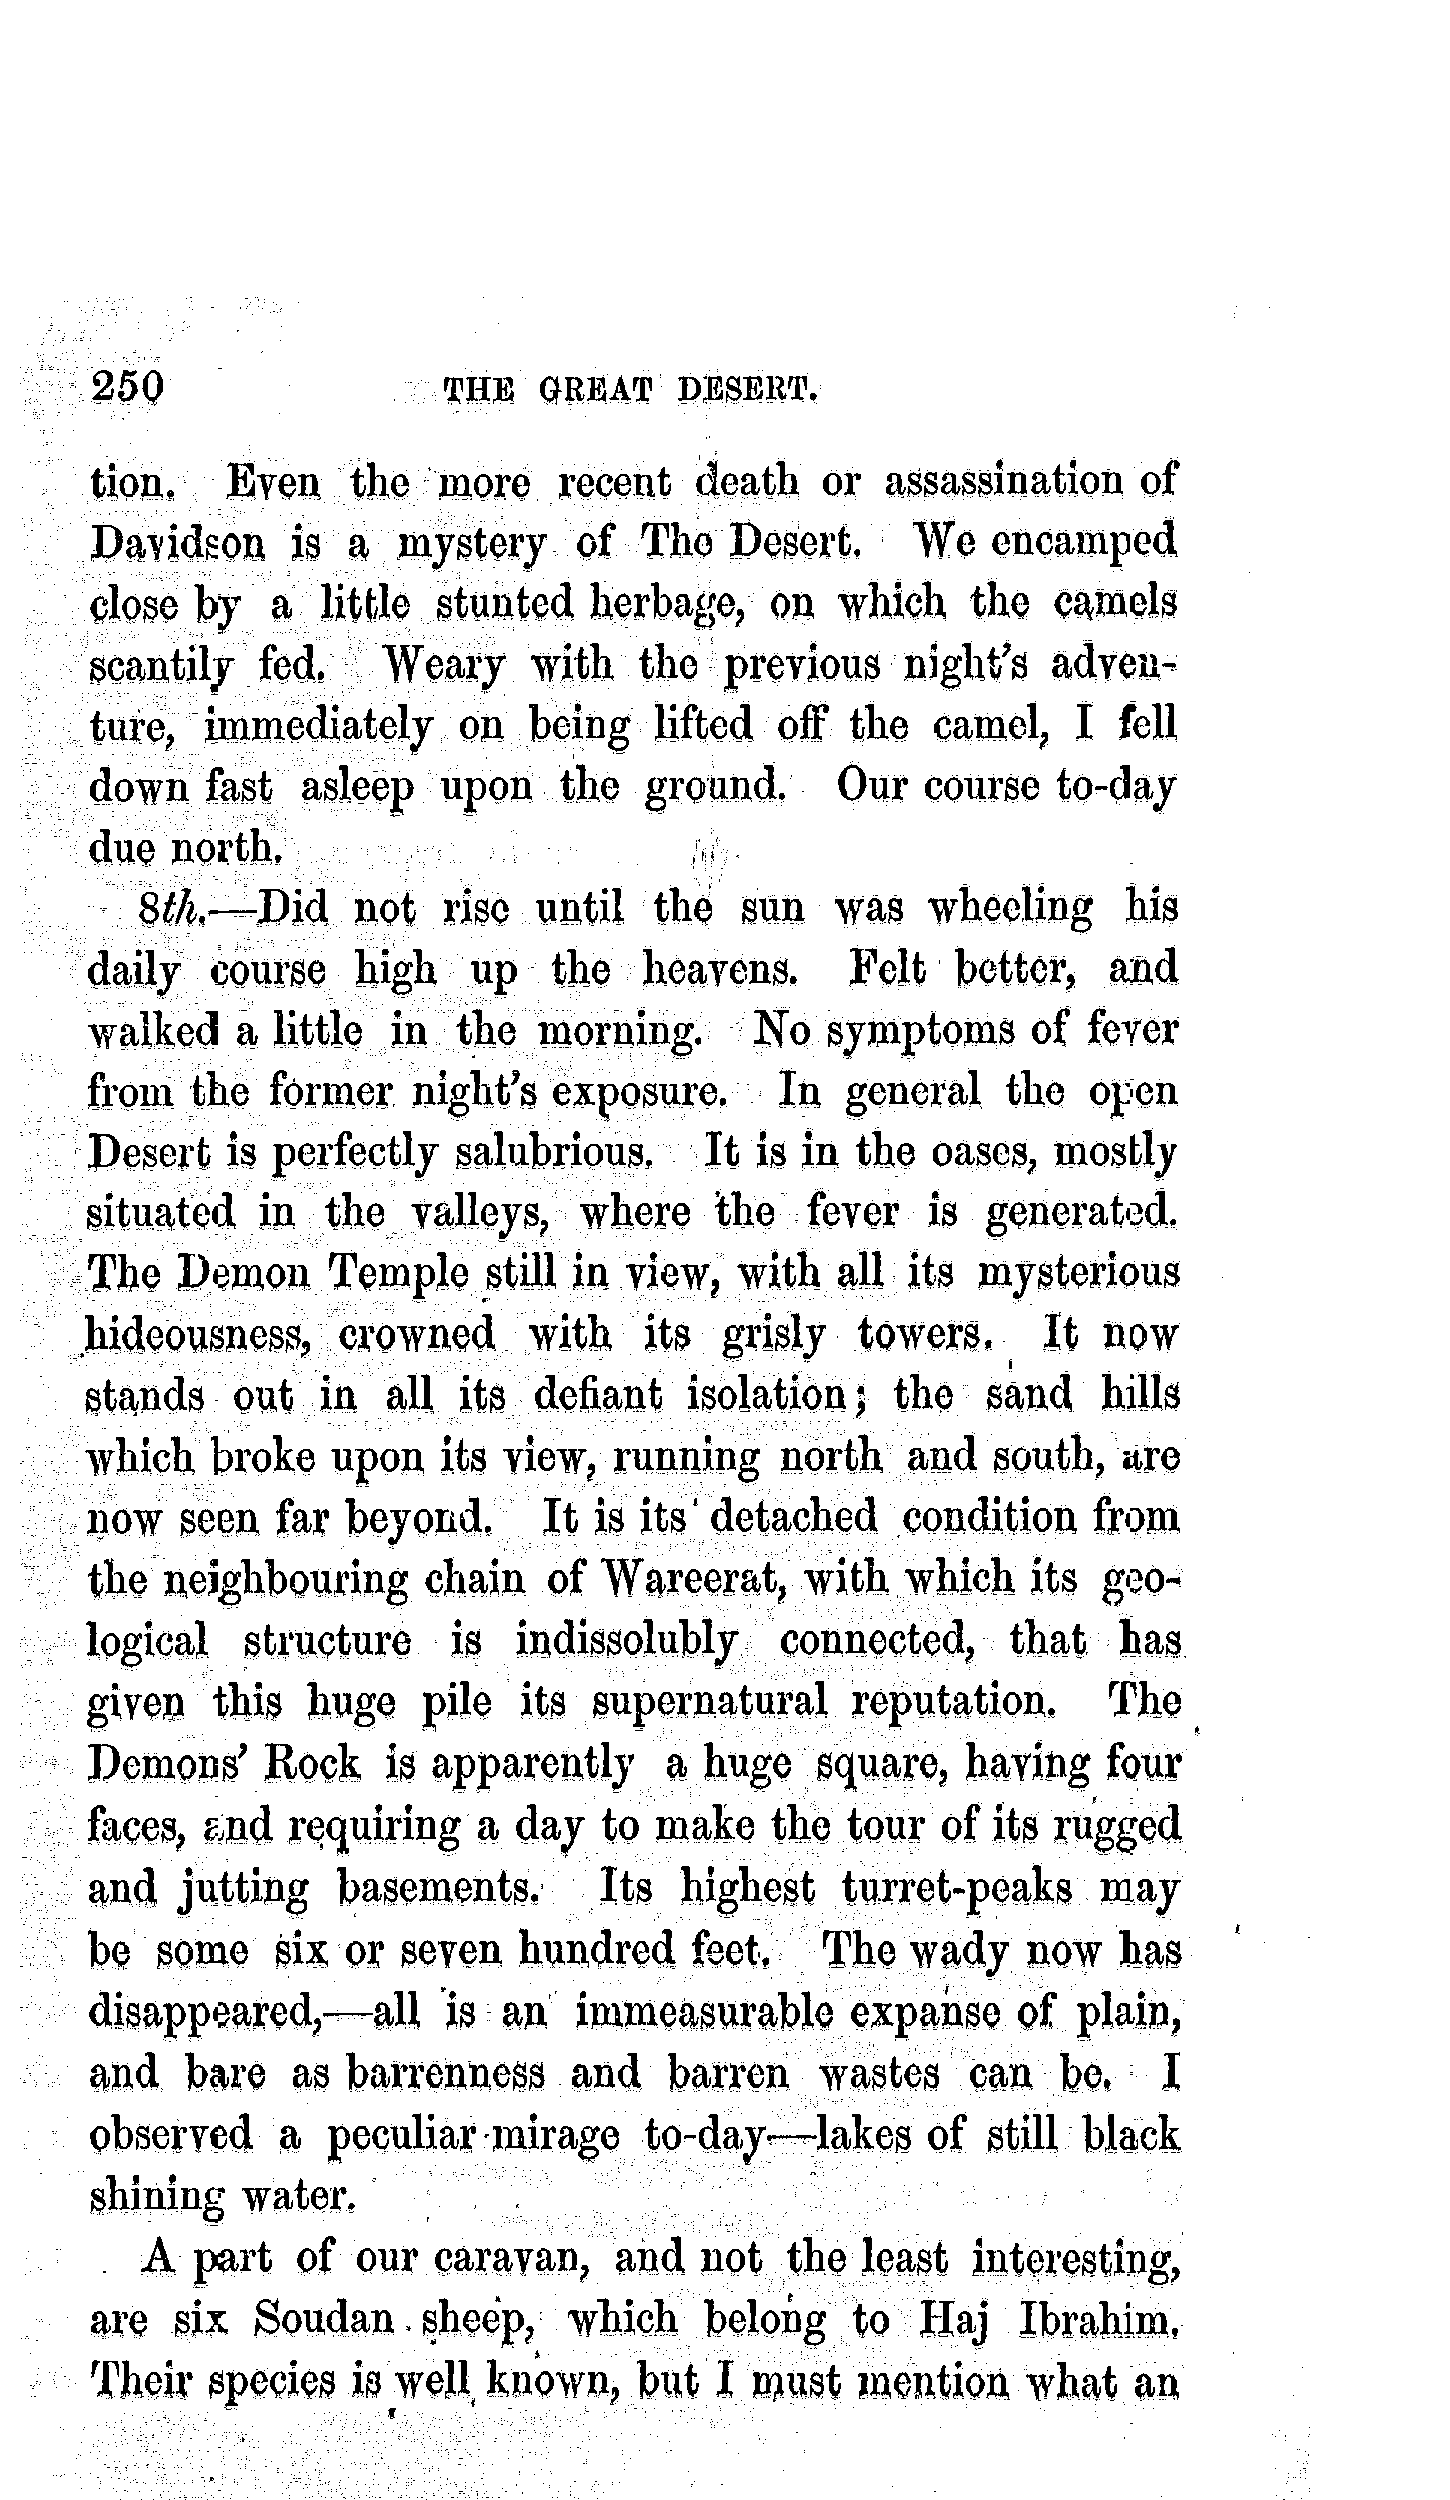 250 THE GREAT DESERT.
tion. Even the more recent death or assassination of
Davidson is a mystery of The Desert. We encamped
close by a little stunted herbage, on which the camels
scantily fed. Weary with the previous night's adven-
ture, immediately on being lifted off the camel, I fell
down fast asleep upon the ground. Our course to-day
due north.
8th.—Did not rise until the sun was wheeling his
daily course high up the heavens. Felt better, and
walked a little in the morning. No symptoms of fever
from the former night's exposure. In general the open
Desert is perfectly salubrious. It is in the oases, mostly
situated in the valleys, where the fever is generated.
The Demon Temple still in view, with all its mysterious
hideousness, crowned with its grisly towers. It now
stands out in all its defiant isolation; the sand hills
which broke upon its view, running north and south, are
now seen far beyond. It is its detached condition from
the neighbouring chain of Wareerat, with which its geo-
logical structure is indissolubly connected, that has
given this huge pile its supernatural reputation. The
Demons' Rock is apparently a huge square, having four
faces, and requiring a day to make the tour of its rugged
and jutting basements. Its highest turret-peaks may
be some six or seven hundred feet. The wady now has
disappeared,—all is an immeasurable expanse of plain,
and bare as barrenness and barren wastes can be. I
observed a peculiar mirage to-day—lakes of still black
shining water.
A part of our caravan, and not the least interesting,
are six Soudan sheep, which belong to Haj Ibrahim.
Their species is well known, but I must mention what an